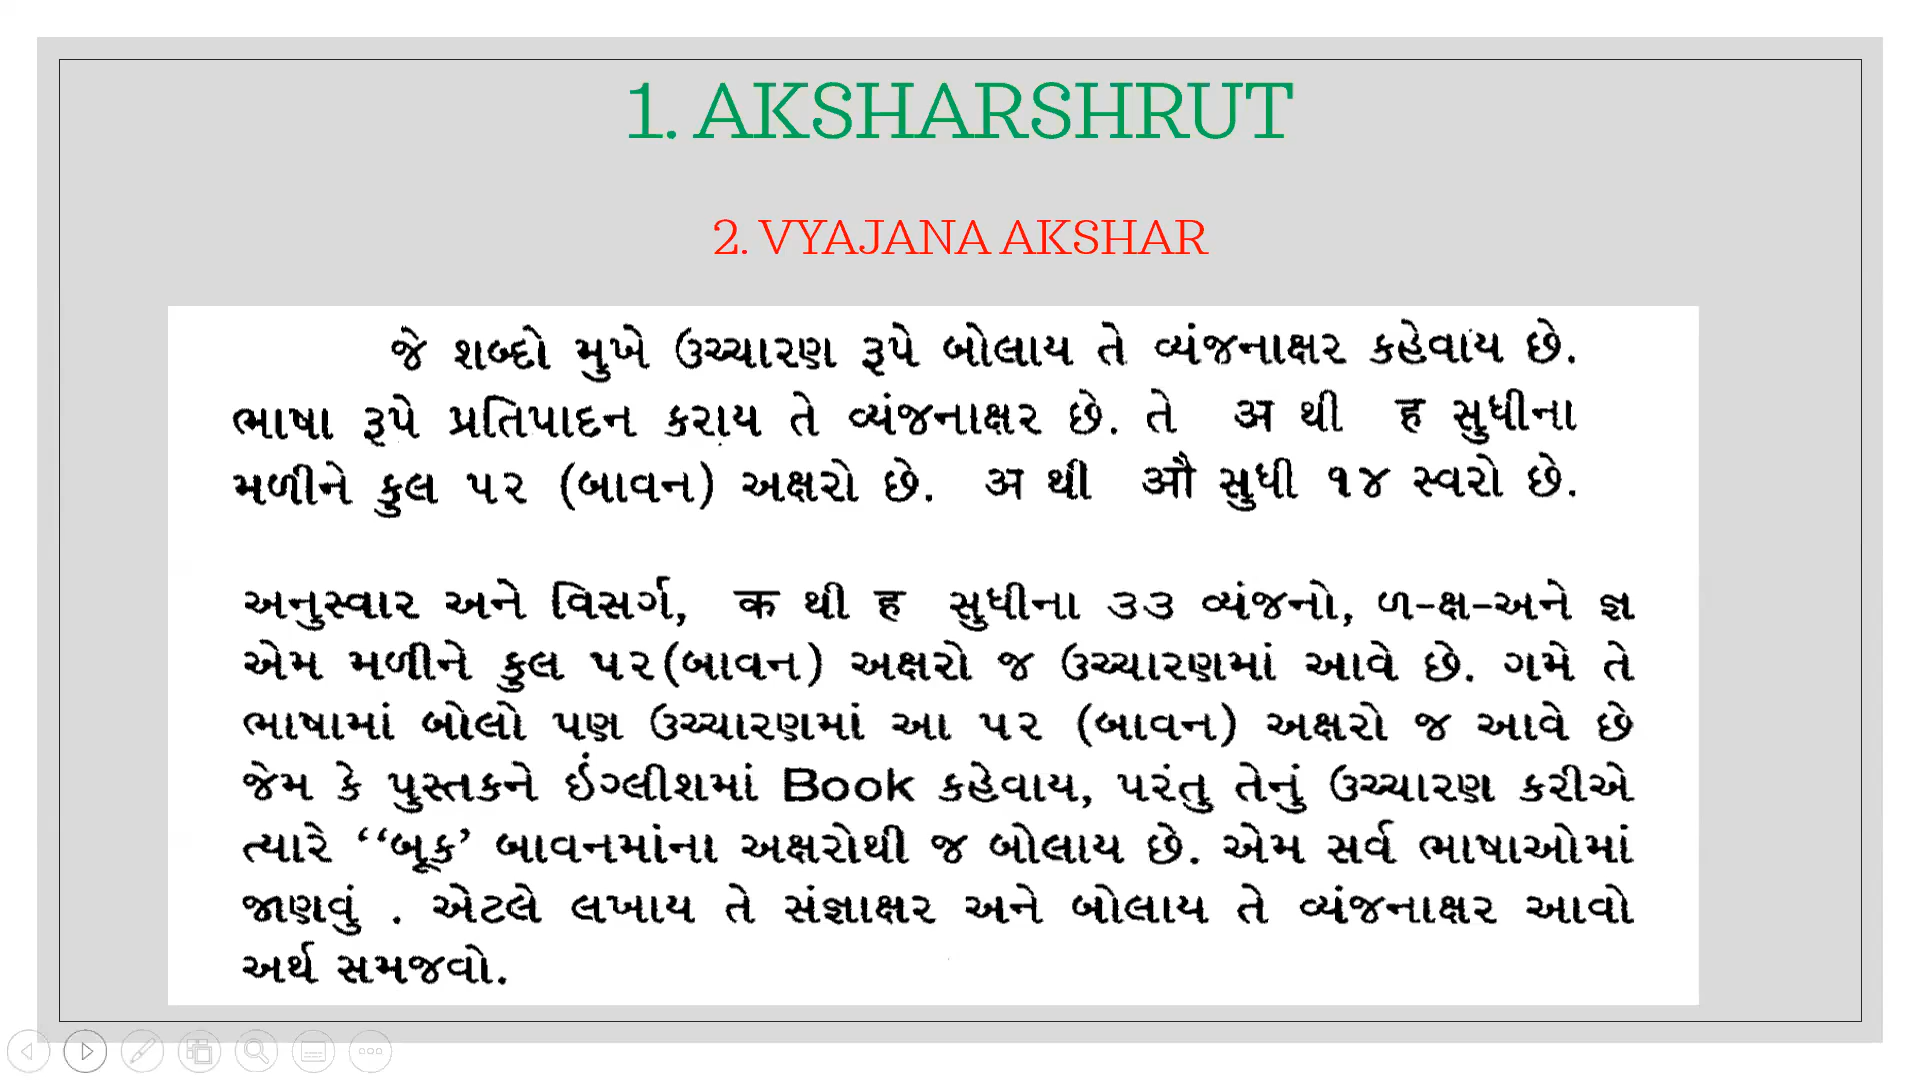 1. AKSHARSHRUT
2. VYAJANA AKSHAR
જે શબ્દો મુખે ઉચ્ચારણ રૂપે બોલાય તે વ્યંજનાક્ષર કહેવાય છે.
ભાષા રૂપે પ્રતિપાદન કરાય તે વ્યંજનાક્ષર છે. તે अ થી ह સુધીના
મળીને કુલ ૫૨ (બાવન) અક્ષરો છે. अ થી औ સુધી ૧૪ સ્વરો છે.
અનુસ્વાર અને વિસર્ગ, क થી ह સુધીના ૩૩ વ્યંજનો, ળ-ક્ષ-અને જ્ઞ
એમ મળીને કુલ ૫૨(બાવન) અક્ષરો જ ઉચ્ચારણમાં આવે છે. ગમે તે
ભાષામાં બોલો પણ ઉચ્ચારણમાં આ ૫૨ (બાવન) અક્ષરો જ આવે છે
જેમ કે પુસ્તકને ઇંગ્લીશમાં Book કહેવાય, પરંતુ તેનું ઉચ્ચારણ કરીએ
ત્યારે ‘‘બૂક’ બાવનમાંના અક્ષરોથી જ બોલાય છે. એમ સર્વ ભાષાઓમાં
જાણવું . એટલે લખાય તે સંજ્ઞાક્ષર અને બોલાય તે વ્યંજનાક્ષર આવો
અર્થ સમજવો.